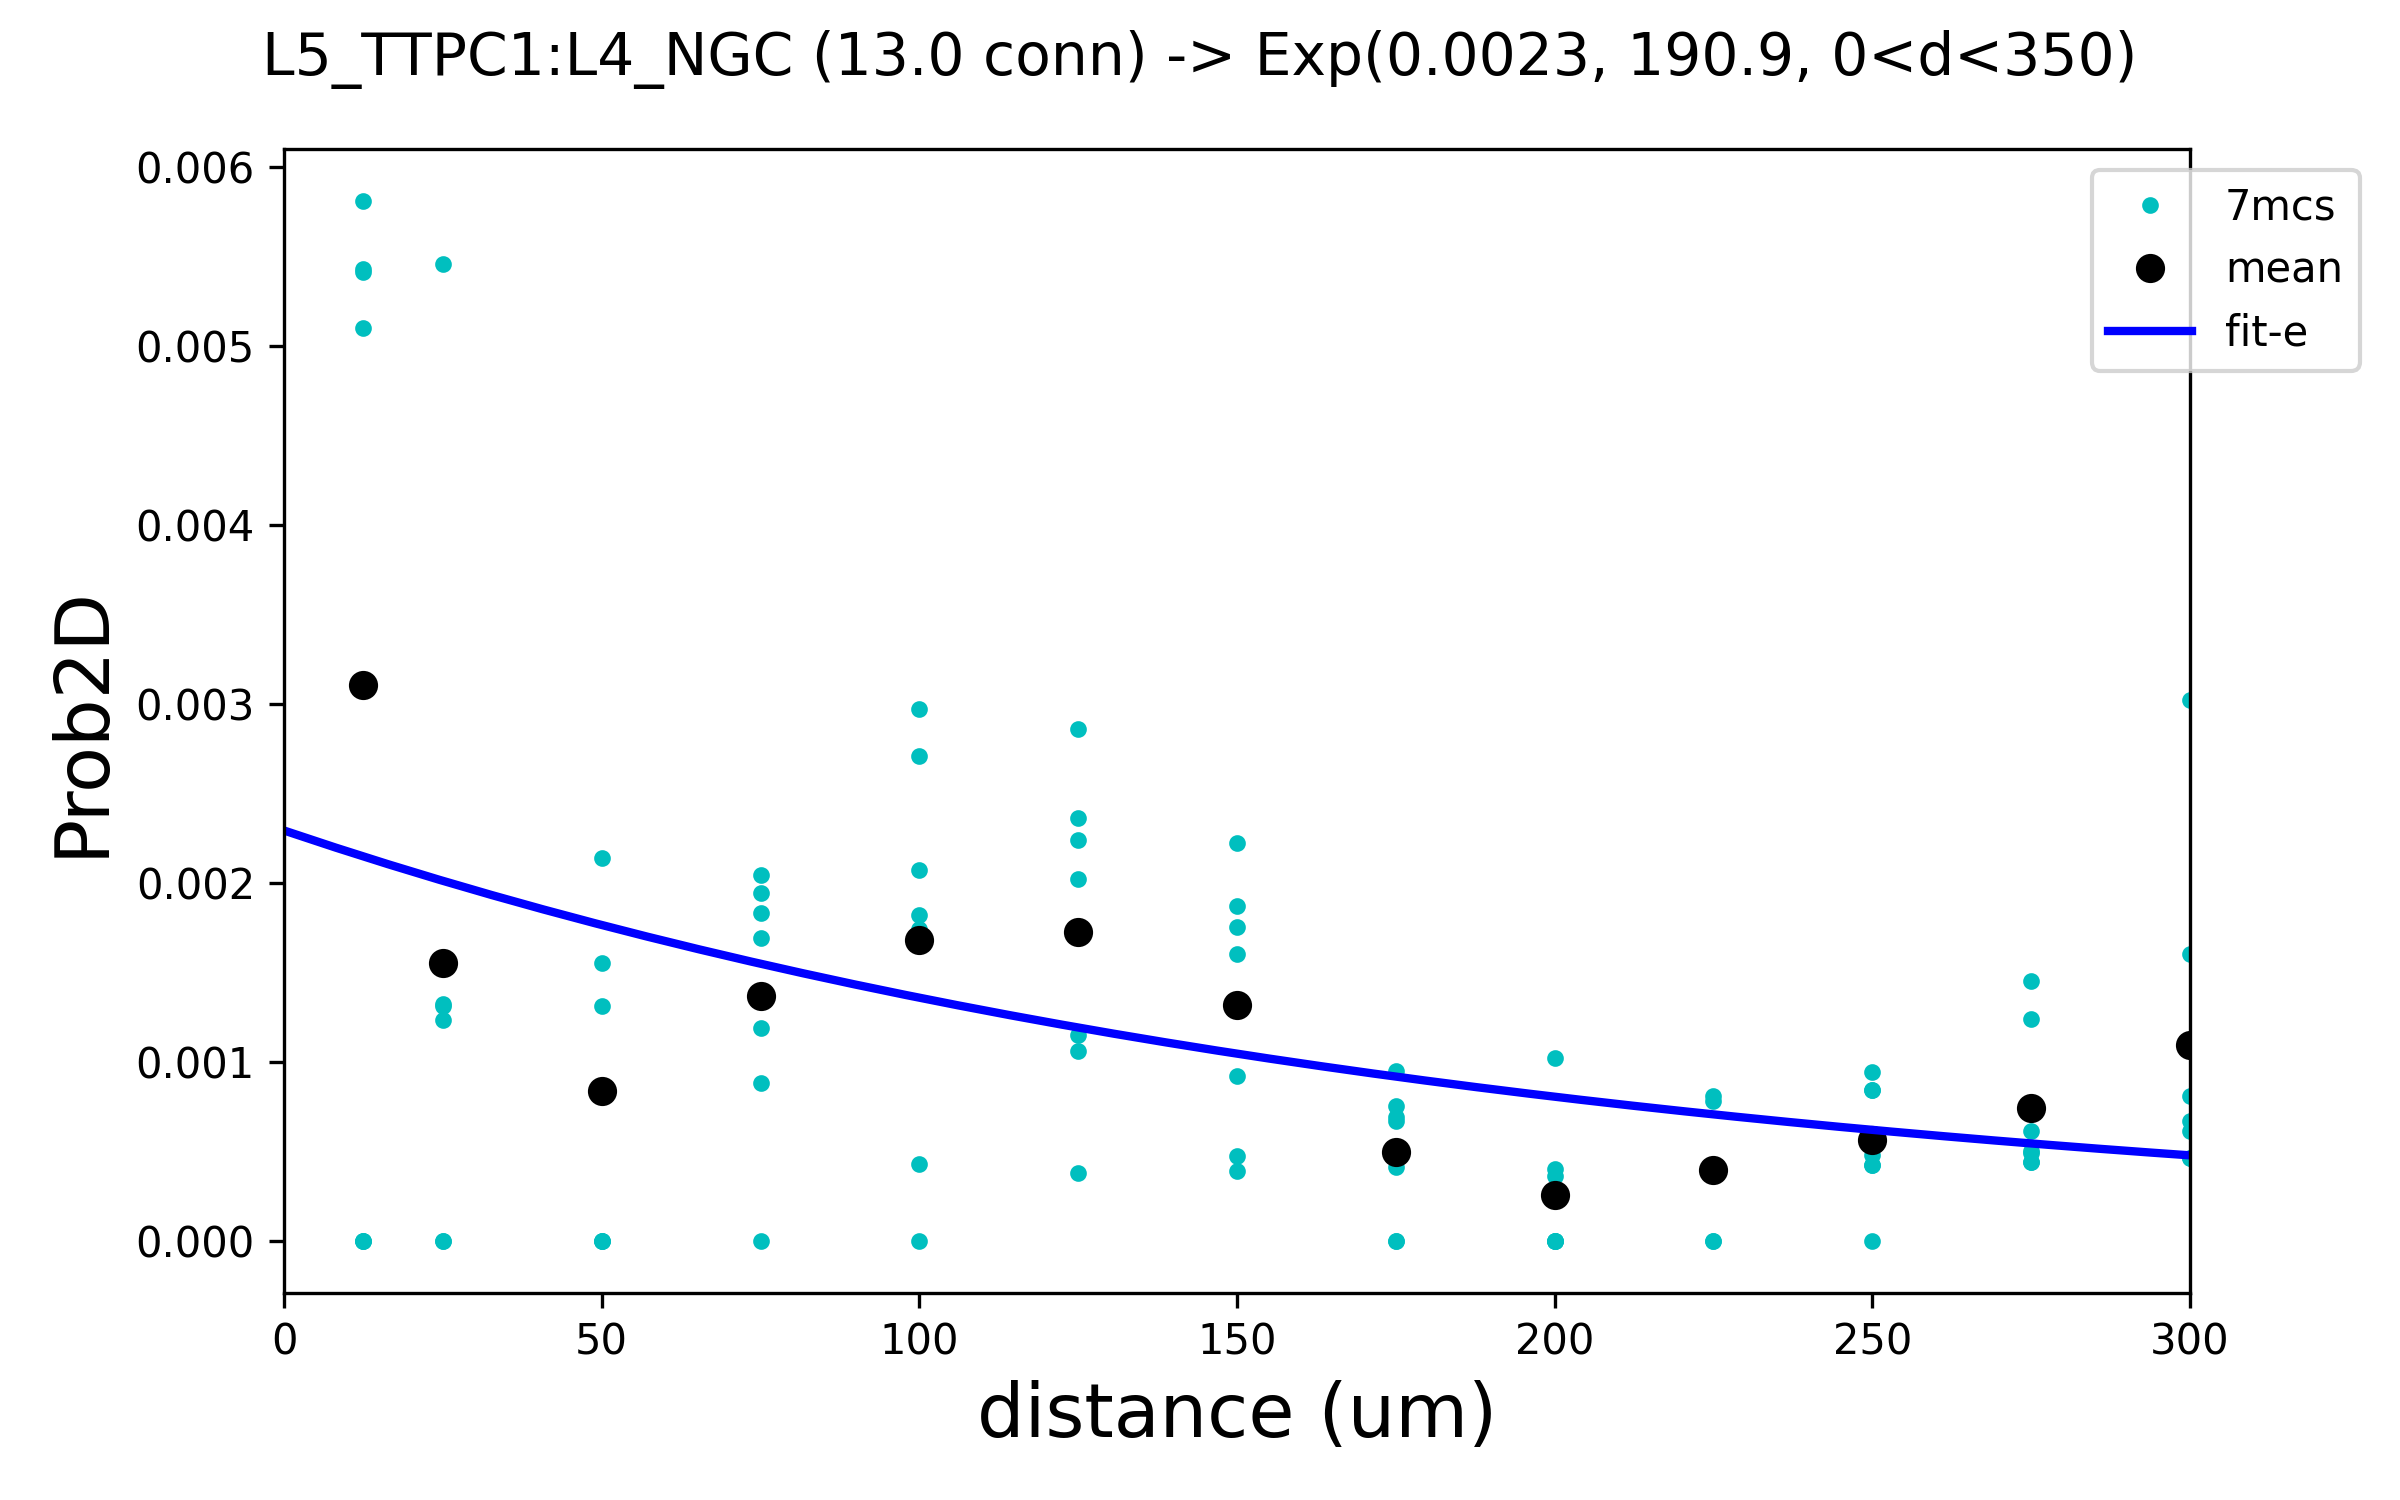 L5_TTPC1:L4_NGC (13.0 conn) -> Exp(0.0023, 190.9, 0<d<350)
0.006
0.005
0.004
0.003
0.002
0.001
0.000
Prob2D
7mcs
mean
fit-e
0 50 100 150 200 250 300
distance (um)